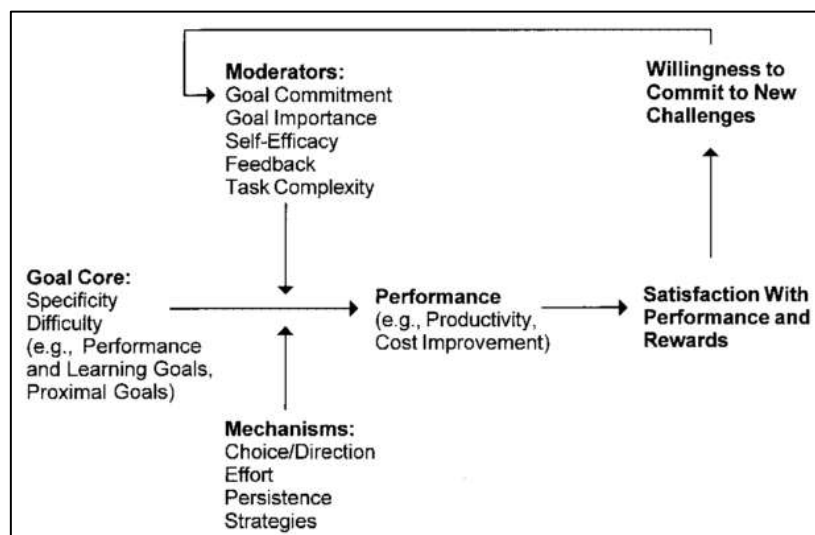 Moderators:
Goal Commitment
Goal Importance
Self-Efficacy
Feedback
Task Complexity
Willingness to
Commit to New
Challenges
Goal Core:
Specificity
Difficulty
(e.g., Performance
and Learning Goals,
Proximal Goals)
Performance
(e.g., Productivity,
Cost Improvement)
Satisfaction With
Performance and
Rewards
Mechanisms:
Choice/Direction
Effort
Persistence
Strategies